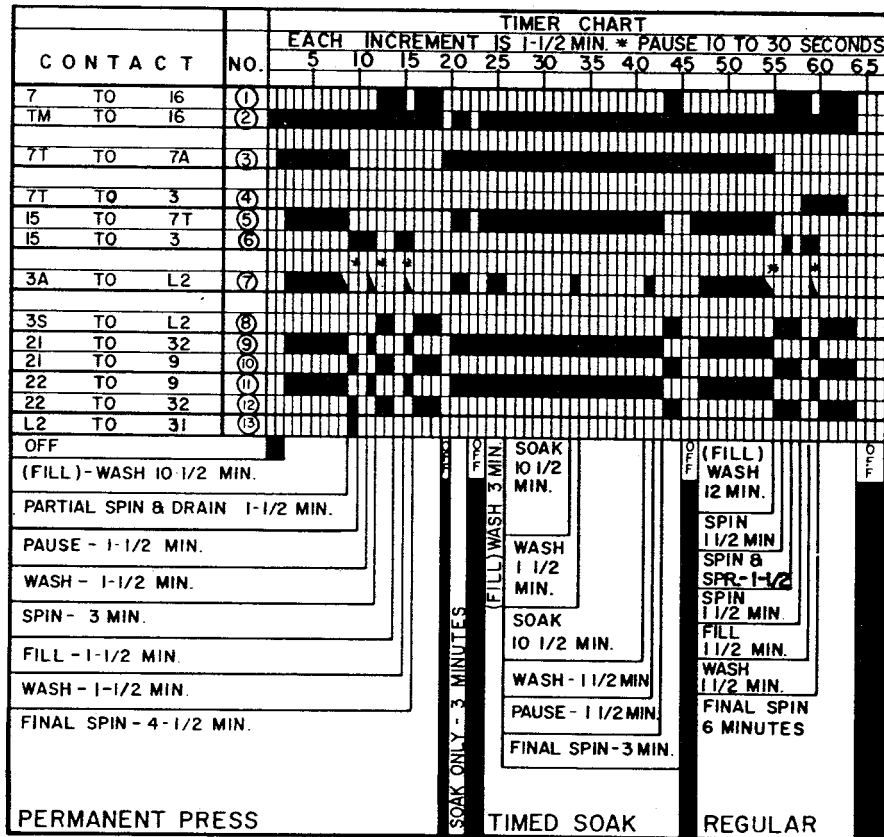 TIMER CHART
EACH INCREMENT IS 1-1/2 MIN. * PAUSE 10 TO 30 SECONDS
CONTACT NO. 5 10 15 20 25 30 35 40 45 50 55 60 65
7 TO 16 1
TM TO 16 2
7T TO 7A 3
7T TO 3 4
15 TO 7T 5
15 TO 3 6
* * * * *
3A TO L2 7
3S TO L2 8
21 TO 32 9
21 TO 9 10
22 TO 9 11
22 TO 32 12
L2 TO 31 13
OFF
(FILL)-WASH 10-1/2 MIN.
PARTIAL SPIN & DRAIN 1-1/2 MIN.
PAUSE - 1-1/2 MIN.
WASH - 1-1/2 MIN.
SPIN - 3 MIN.
FILL - 1-1/2 MIN.
WASH - 1-1/2 MIN.
FINAL SPIN - 4-1/2 MIN.
PERMANENT PRESS
OFF
SOAK ONLY - 3 MINUTES
OFF
(FILL) WASH 3 MIN.
SOAK
10 1/2
MIN.
WASH
1 1/2
MIN.
SOAK
10 1/2 MIN.
WASH - 1 1/2 MIN
PAUSE - 1 1/2 MIN.
FINAL SPIN - 3 MIN.
TIMED SOAK
OFF
(FILL)
WASH
12 MIN.
SPIN
1 1/2 MIN
SPIN &
SPR.-1-1/2
SPIN
1 1/2 MIN.
FILL
1 1/2 MIN.
WASH
1 1/2 MIN.
FINAL SPIN
6 MINUTES
REGULAR
OFF